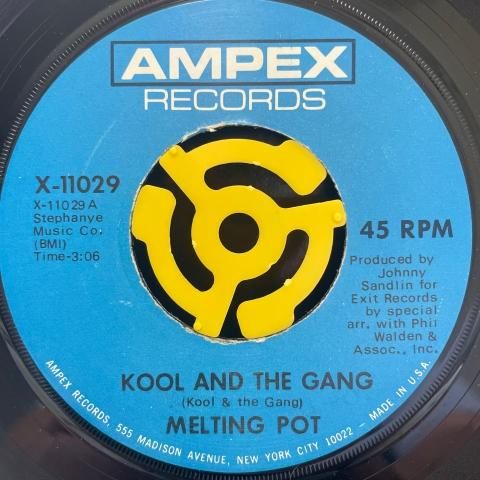 AMPEX
RECORDS
X-11029
X-11029A
Stephanye
Music Co.
(BMI)
Time-3:06
45 RPM
Produced by
Johnny
Sandlin for
Exit Records
by special
arr. with Phil
Walden &
Assoc., Inc.
KOOL AND THE GANG
(Kool & the Gang)
MELTING POT
AMPEX RECORDS, 555 MADISON AVENUE, NEW YORK CITY 10022 - MADE IN U.S.A.